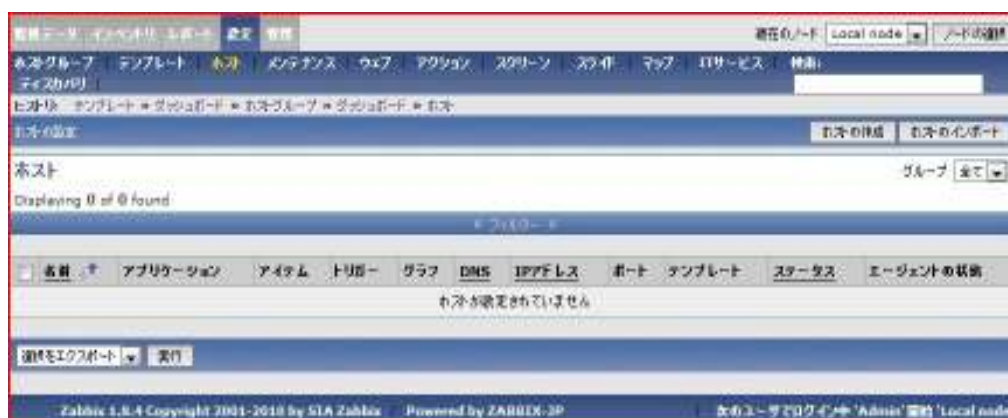 監視データ インベントリ レポート 設定 管理
現在のノード Local node ノードの選択
ホストグループ テンプレート ホスト メンテナンス ウェブ アクション スクリーン スライド マップ ITサービス 検索:
ディスカバリ
ヒストリ: テンプレート » ダッシュボード » ホストグループ » ダッシュボード » ホスト
ホストの設定 ホストの作成 ホストのインポート
ホスト グループ 全て
Displaying 0 of 0 found
フィルター
名前 アプリケーション アイテム トリガー グラフ DNS IPアドレス ポート テンプレート ステータス エージェントの状態
ホストが設定されていません
選択をエクスポート 実行
Zabbix 1.8.4 Copyright 2001-2010 by SIA Zabbix Powered by ZABBIX-JP 次のユーザでログイン中 'Admin' 'Local